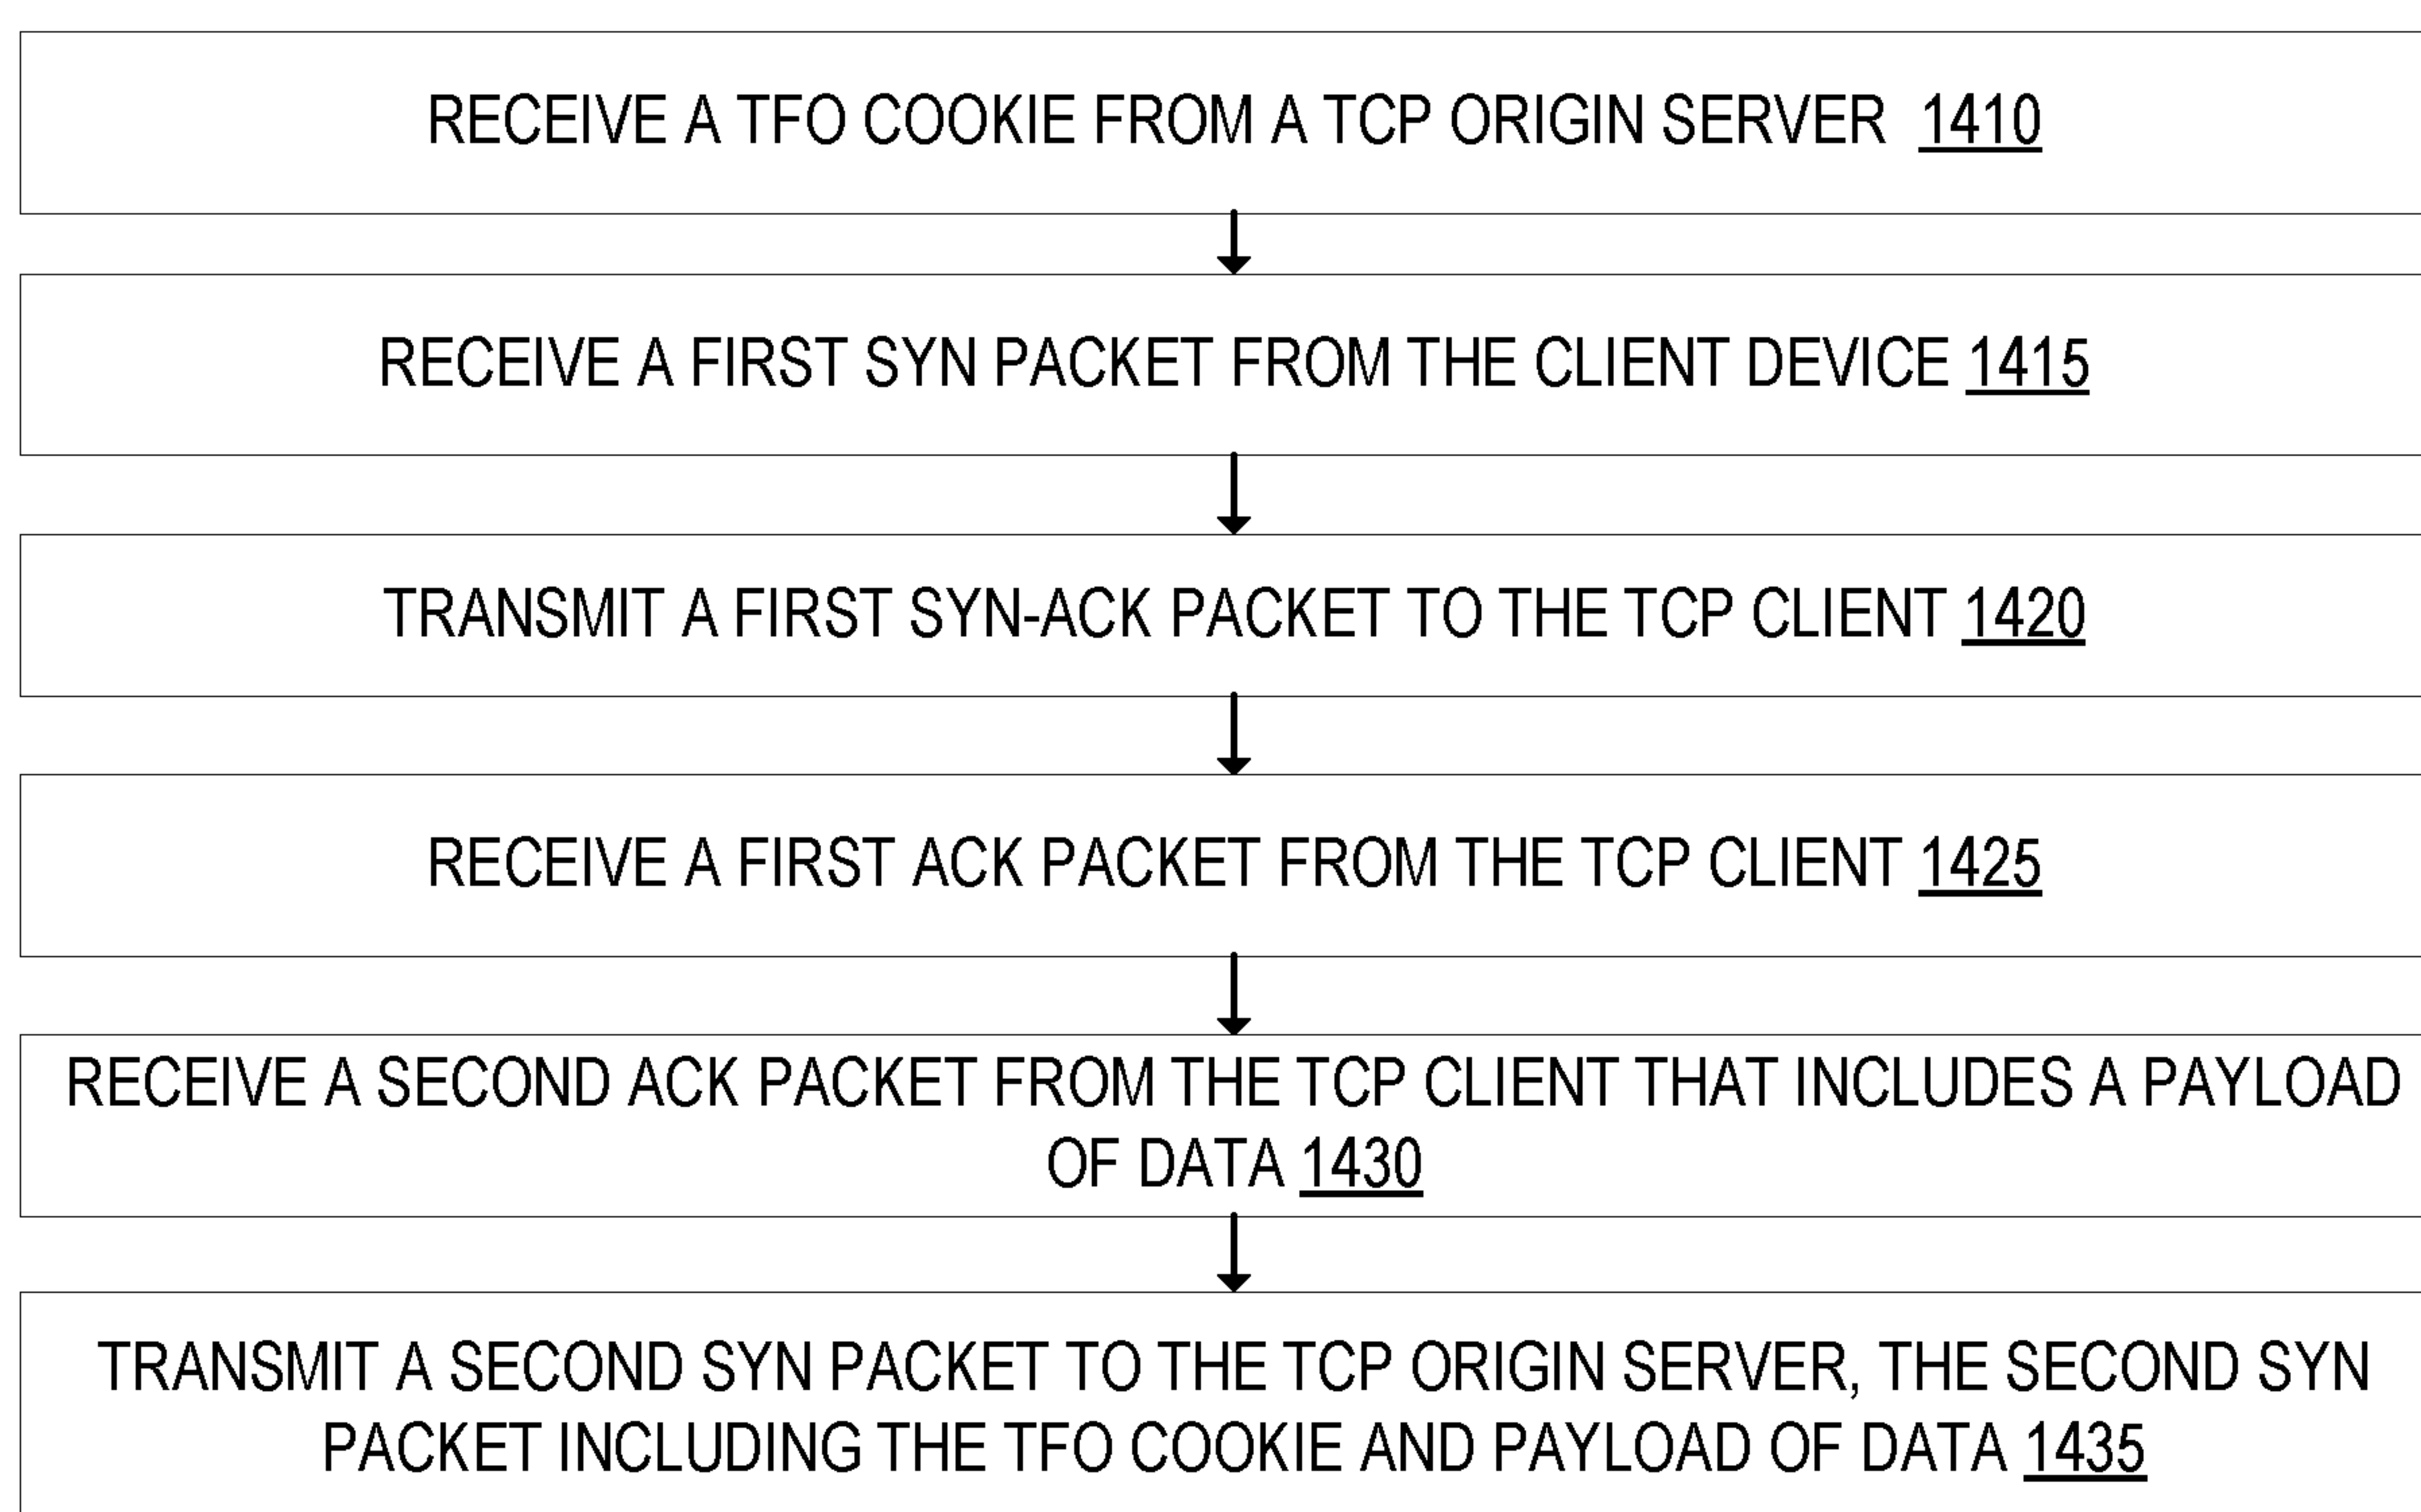 RECEIVE A TFO COOKIE FROM A TCP ORIGIN SERVER 1410
RECEIVE A FIRST SYN PACKET FROM THE CLIENT DEVICE 1415
TRANSMIT A FIRST SYN-ACK PACKET TO THE TCP CLIENT 1420
RECEIVE A FIRST ACK PACKET FROM THE TCP CLIENT 1425
RECEIVE A SECOND ACK PACKET FROM THE TCP CLIENT THAT INCLUDES A PAYLOAD
OF DATA 1430
TRANSMIT A SECOND SYN PACKET TO THE TCP ORIGIN SERVER, THE SECOND SYN
PACKET INCLUDING THE TFO COOKIE AND PAYLOAD OF DATA 1435